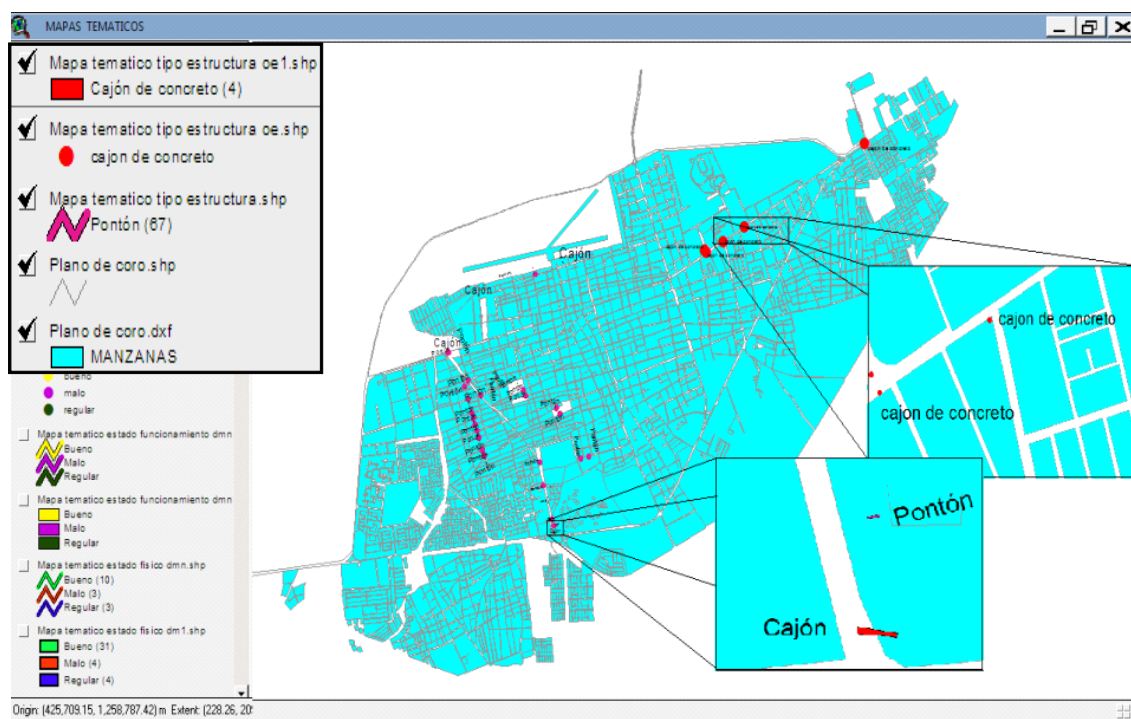 MAPAS TEMATICOS
Mapa tematico tipo estructura oe1.shp
Cajón de concreto (4)
Mapa tematico tipo estructura oe.shp
cajon de concreto
Mapa tematico tipo estructura.shp
Pontón (67)
Plano de coro.shp
Plano de coro.dxf
MANZANAS
bueno
malo
regular
Mapa tematico estado funcionamiento dmn
Bueno
Malo
Regular
Mapa tematico estado funcionamiento dmn
Bueno
Malo
Regular
Mapa tematico estado fisico dmn.shp
Bueno (10)
Malo (3)
Regular (3)
Mapa tematico estado fisico dm1.shp
Bueno (31)
Malo (4)
Regular (4)
cajon de concreto
Cajón
Cajón
Cajón
cajon de concreto
cajon de concreto
Pontón
Cajón
Origin: (425,709.15, 1,258,787.42) m Extent: (228.26, 20